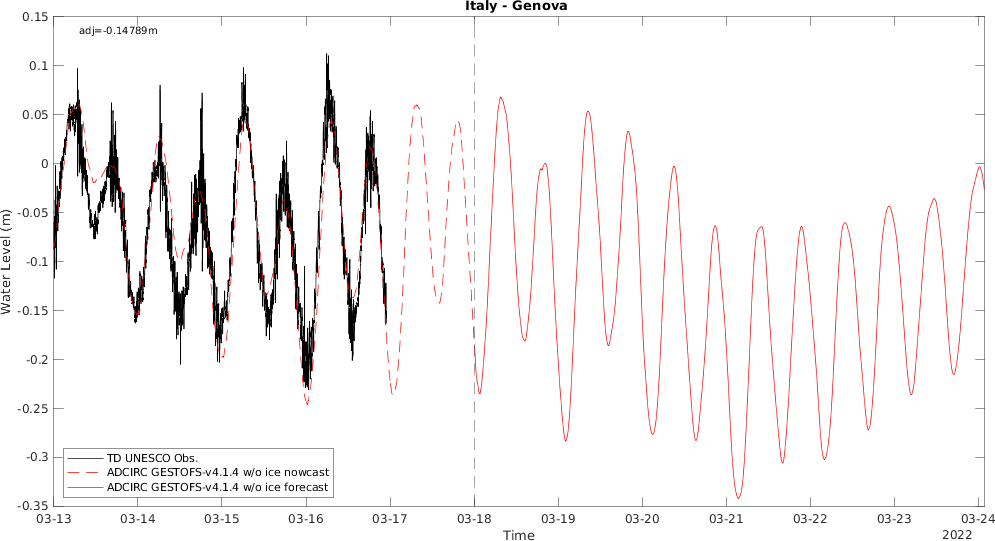 Italy - Genova
adj=-0.14789m
Water Level (m)
0.15
0.1
0.05
0
-0.05
-0.1
-0.15
-0.2
-0.25
-0.3
-0.35
TD UNESCO Obs.
ADCIRC GESTOFS-v4.1.4 w/o ice nowcast
ADCIRC GESTOFS-v4.1.4 w/o ice forecast
03-13 03-14 03-15 03-16 03-17 03-18 03-19 03-20 03-21 03-22 03-23 03-24
Time
2022